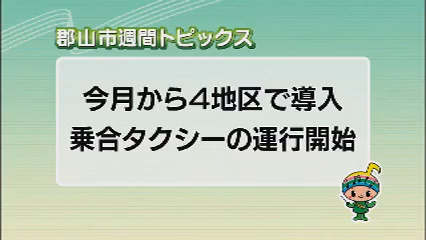 郡山市週間トピックス
今月から4地区で導入
乗合タクシーの運行開始